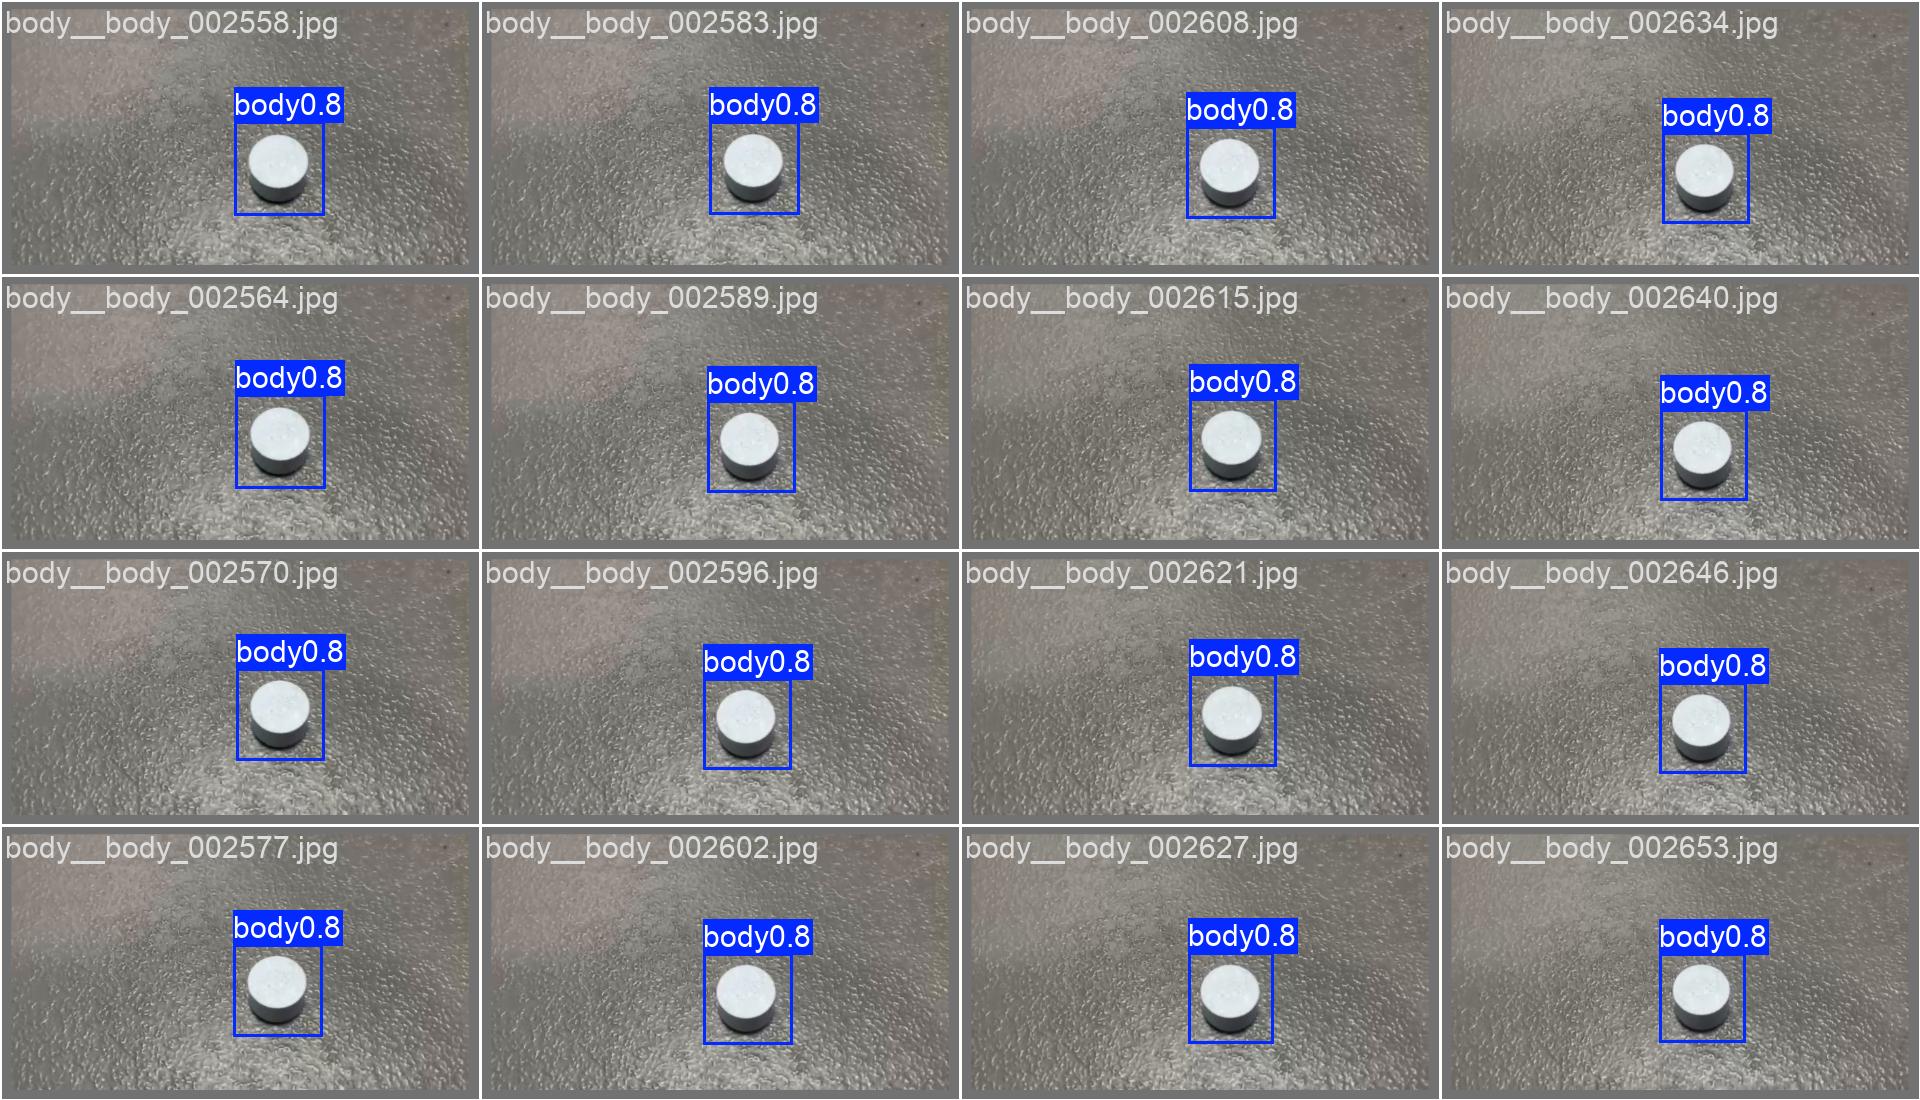 body__body_002558.jpg
body__body_002583.jpg
body__body_002608.jpg
body__body_002634.jpg
body0.8
body0.8
body0.8
body0.8
body__body_002564.jpg
body__body_002589.jpg
body__body_002615.jpg
body__body_002640.jpg
body0.8
body0.8
body0.8
body0.8
body__body_002570.jpg
body__body_002596.jpg
body__body_002621.jpg
body__body_002646.jpg
body0.8
body0.8
body0.8
body0.8
body__body_002577.jpg
body__body_002602.jpg
body__body_002627.jpg
body__body_002653.jpg
body0.8
body0.8
body0.8
body0.8